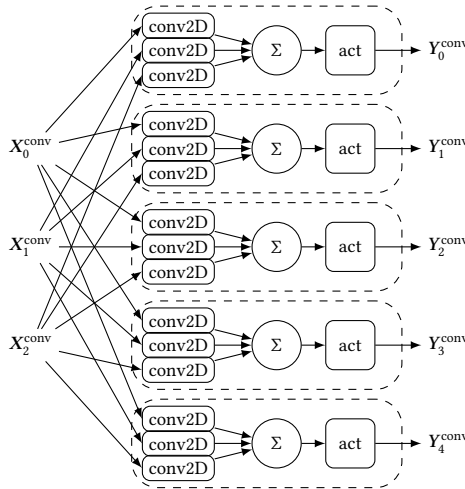 conv2D
conv2D
conv2D
Σ
act
Y_0^conv
conv2D
conv2D
conv2D
Σ
act
Y_1^conv
X_0^conv
conv2D
conv2D
conv2D
Σ
act
Y_2^conv
X_1^conv
conv2D
conv2D
conv2D
Σ
act
Y_3^conv
X_2^conv
conv2D
conv2D
conv2D
Σ
act
Y_4^conv